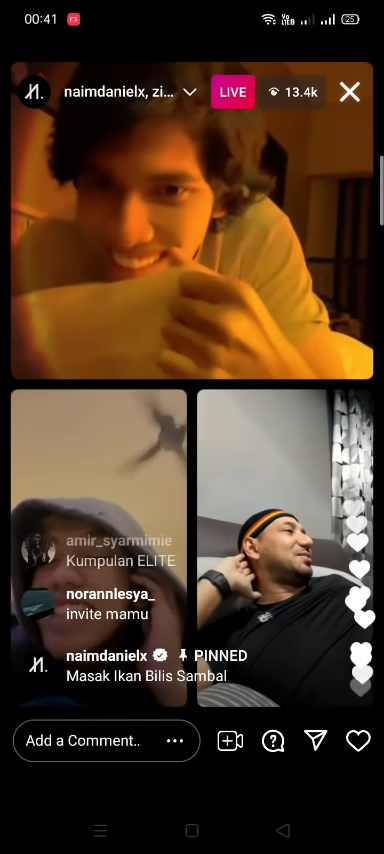 00:41
25
naimdanielx, zi...
LIVE
13.4k
amir_syarmimie
Kumpulan ELITE
norannlesya_
invite mamu
naimdanielx PINNED
Masak Ikan Bilis Sambal
Add a Comment..